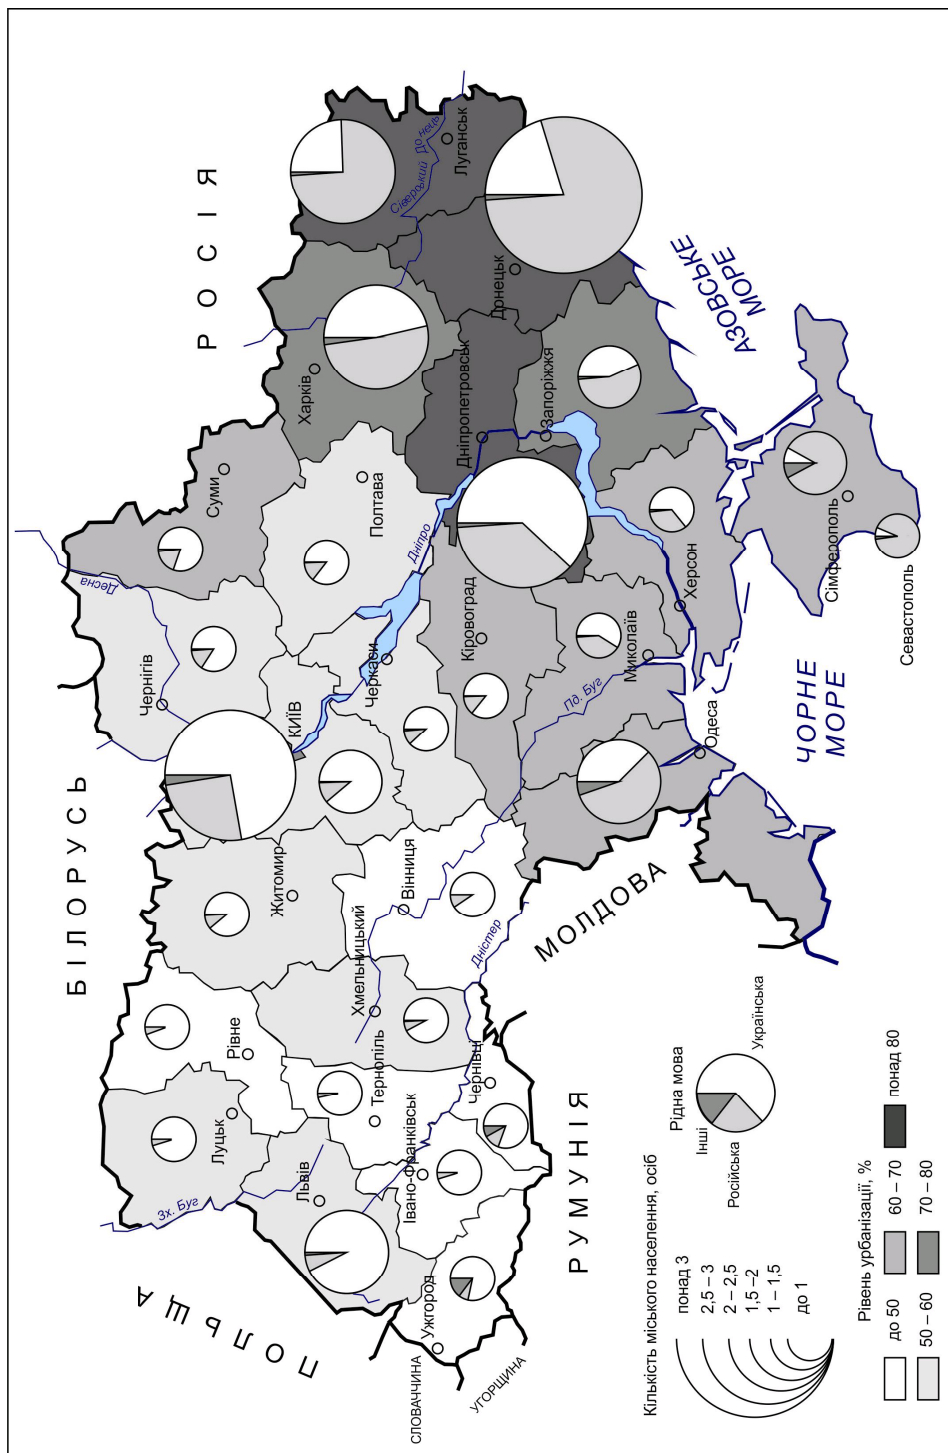 РОСІЯ
БІЛОРУСЬ
ПОЛЬЩА
СЛОВАЧЧИНА
УГОРЩИНА
РУМУНІЯ
МОЛДОВА
ЧОРНЕ
МОРЕ
АЗОВСЬКЕ
МОРЕ
Зх. Буг
Десна
Дніпро
Сіверський Донець
Дністер
Пд. Буг
Луцьк
Рівне
Житомир
КИЇВ
Чернігів
Суми
Львів
Тернопіль
Хмельницький
Вінниця
Черкаси
Полтава
Харків
Луганськ
Ужгород
Івано-Франківськ
Чернівці
Кіровоград
Дніпропетровськ
Донецьк
Запоріжжя
Одеса
Миколаїв
Херсон
Сімферополь
Севастополь
Кількість міського населення, осіб
понад 3
2,5 – 3
2 – 2,5
1,5 –2
1 – 1,5
до 1
Рідна мова
Інші
Російська
Українська
Рівень урбанізації, %
до 50
60 – 70
понад 80
50 – 60
70 – 80